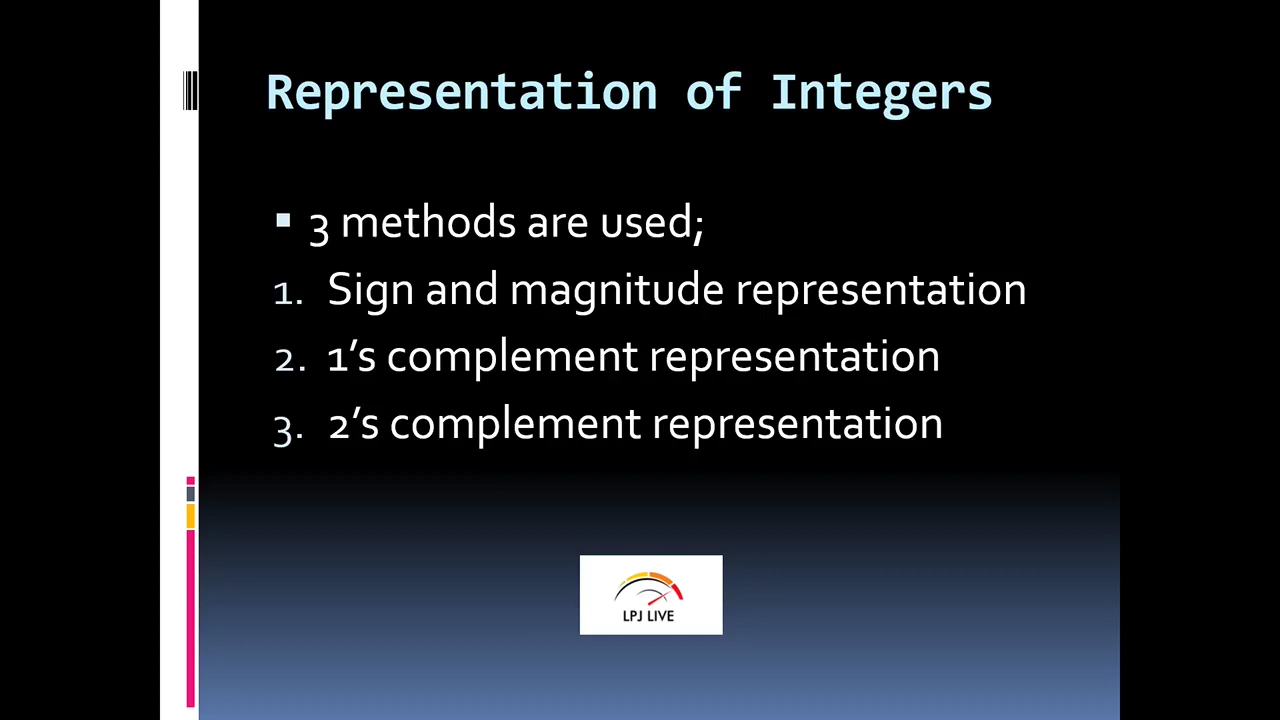 Representation of Integers
3 methods are used;
1. Sign and magnitude representation
2. 1’s complement representation
3. 2’s complement representation
LPJ LIVE